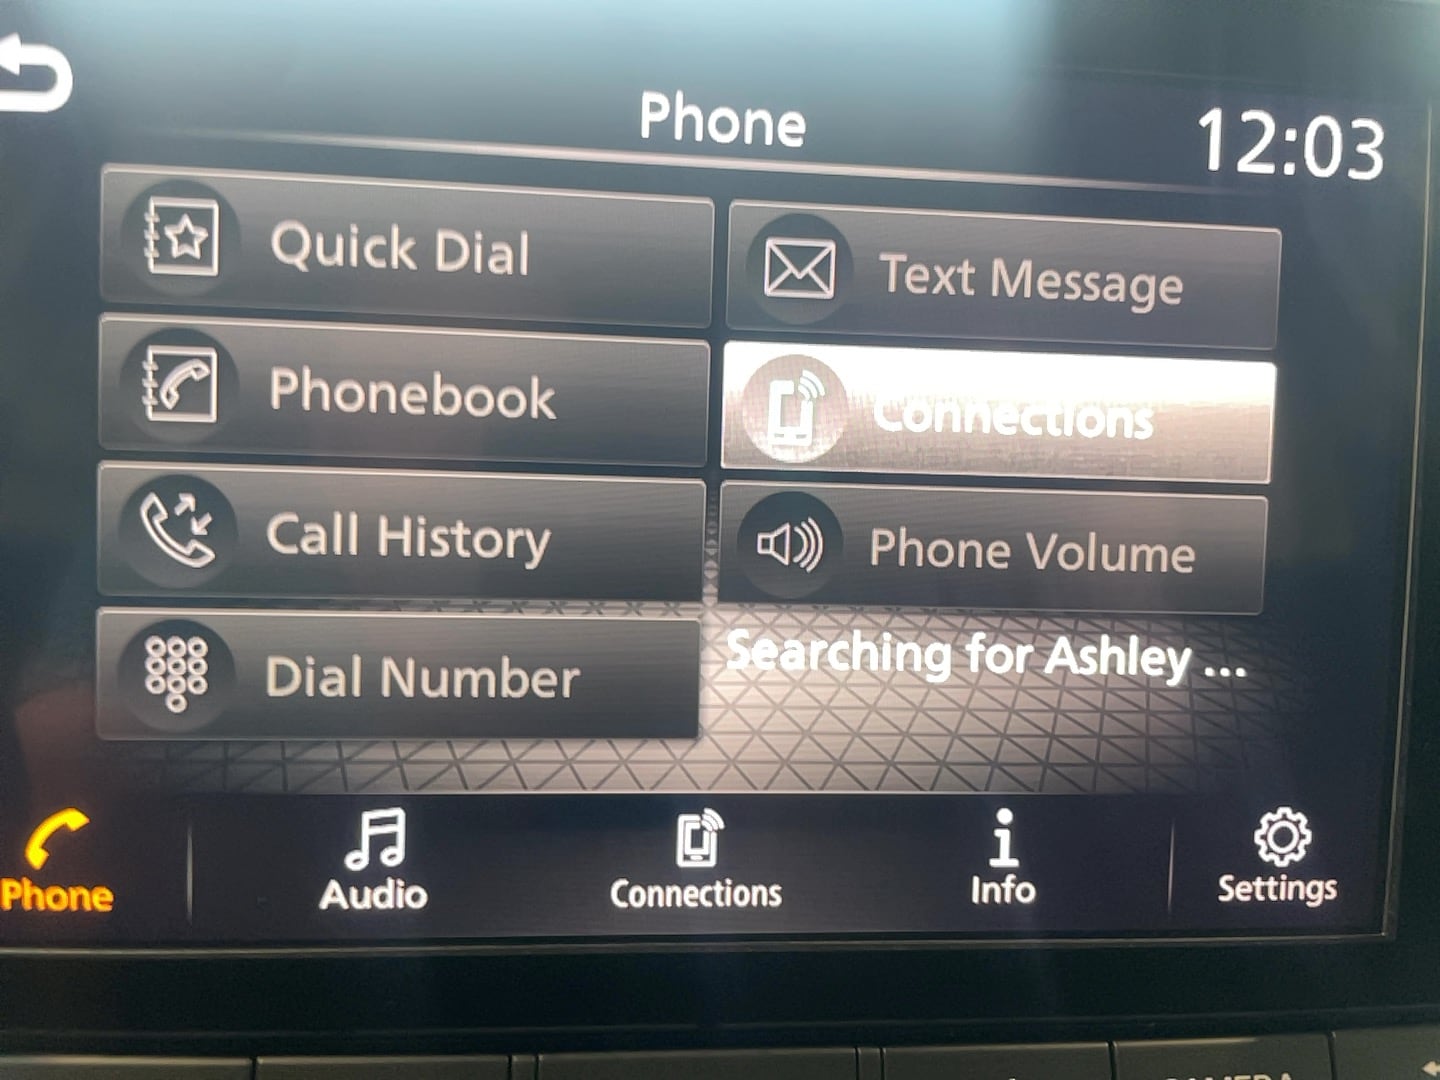 Phone
12:03
Quick Dial
Text Message
Phonebook
Connections
Call History
Phone Volume
Dial Number
Searching for Ashley ...
Phone
Audio
Connections
Info
Settings
CAMERA